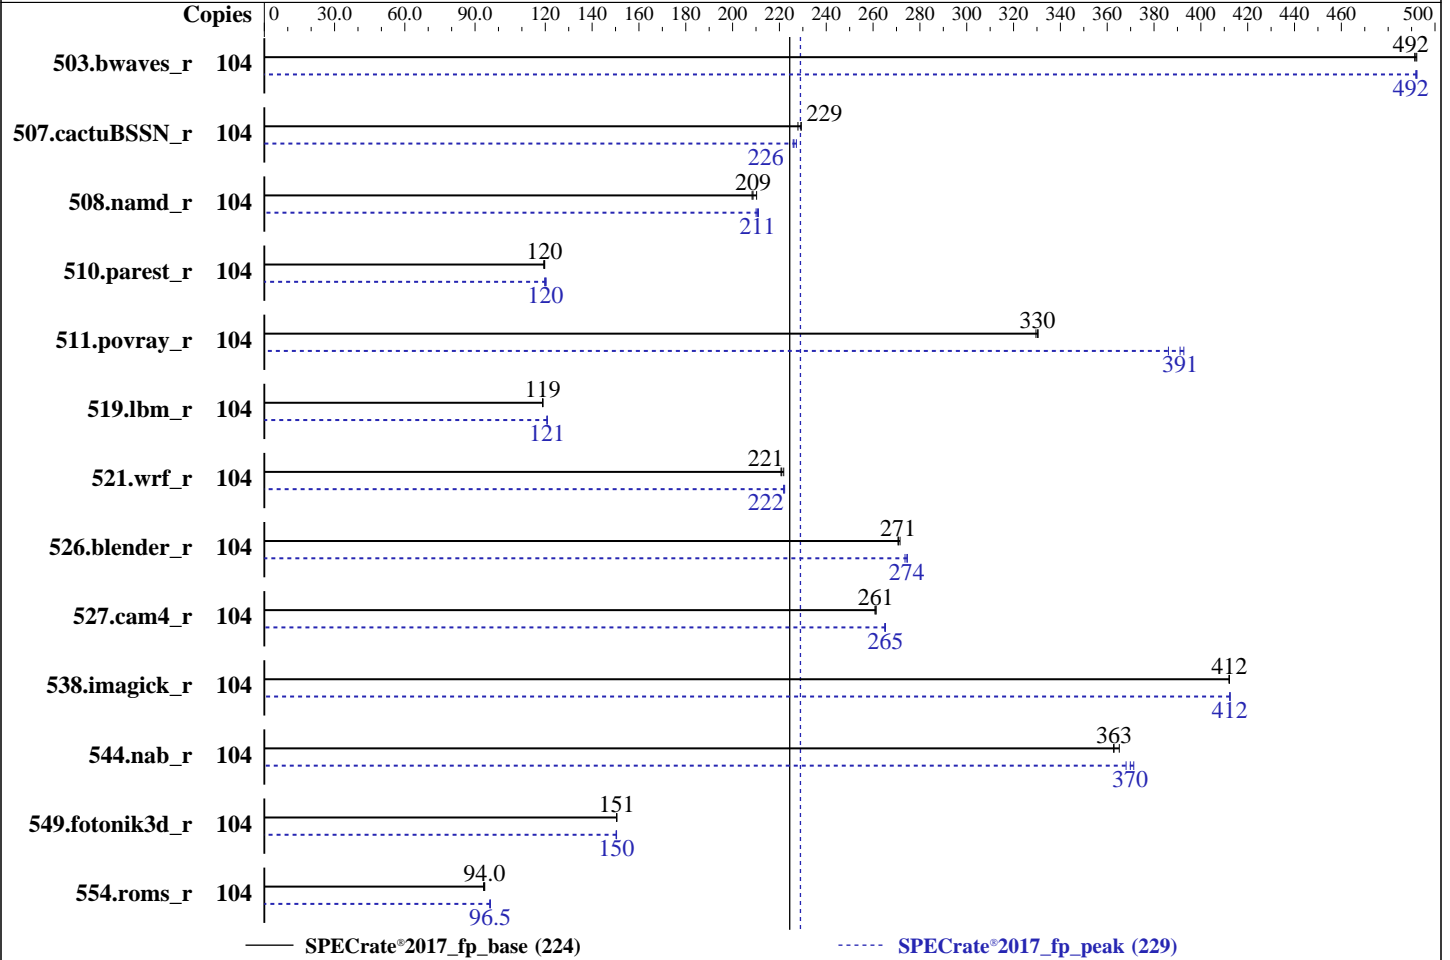 Copies 0 30.0 60.0 90.0 120 140 160 180 200 220 240 260 280 300 320 340 360 380 400 420 440 460 500
492
503.bwaves_r 104
492
229
507.cactuBSSN_r 104
226
209
508.namd_r 104
211
120
510.parest_r 104
120
330
511.povray_r 104
391
119
519.lbm_r 104
121
221
521.wrf_r 104
222
271
526.blender_r 104
274
261
527.cam4_r 104
265
412
538.imagick_r 104
412
363
544.nab_r 104
370
151
549.fotonik3d_r 104
150
94.0
554.roms_r 104
96.5
SPECrate®2017_fp_base (224) SPECrate®2017_fp_peak (229)